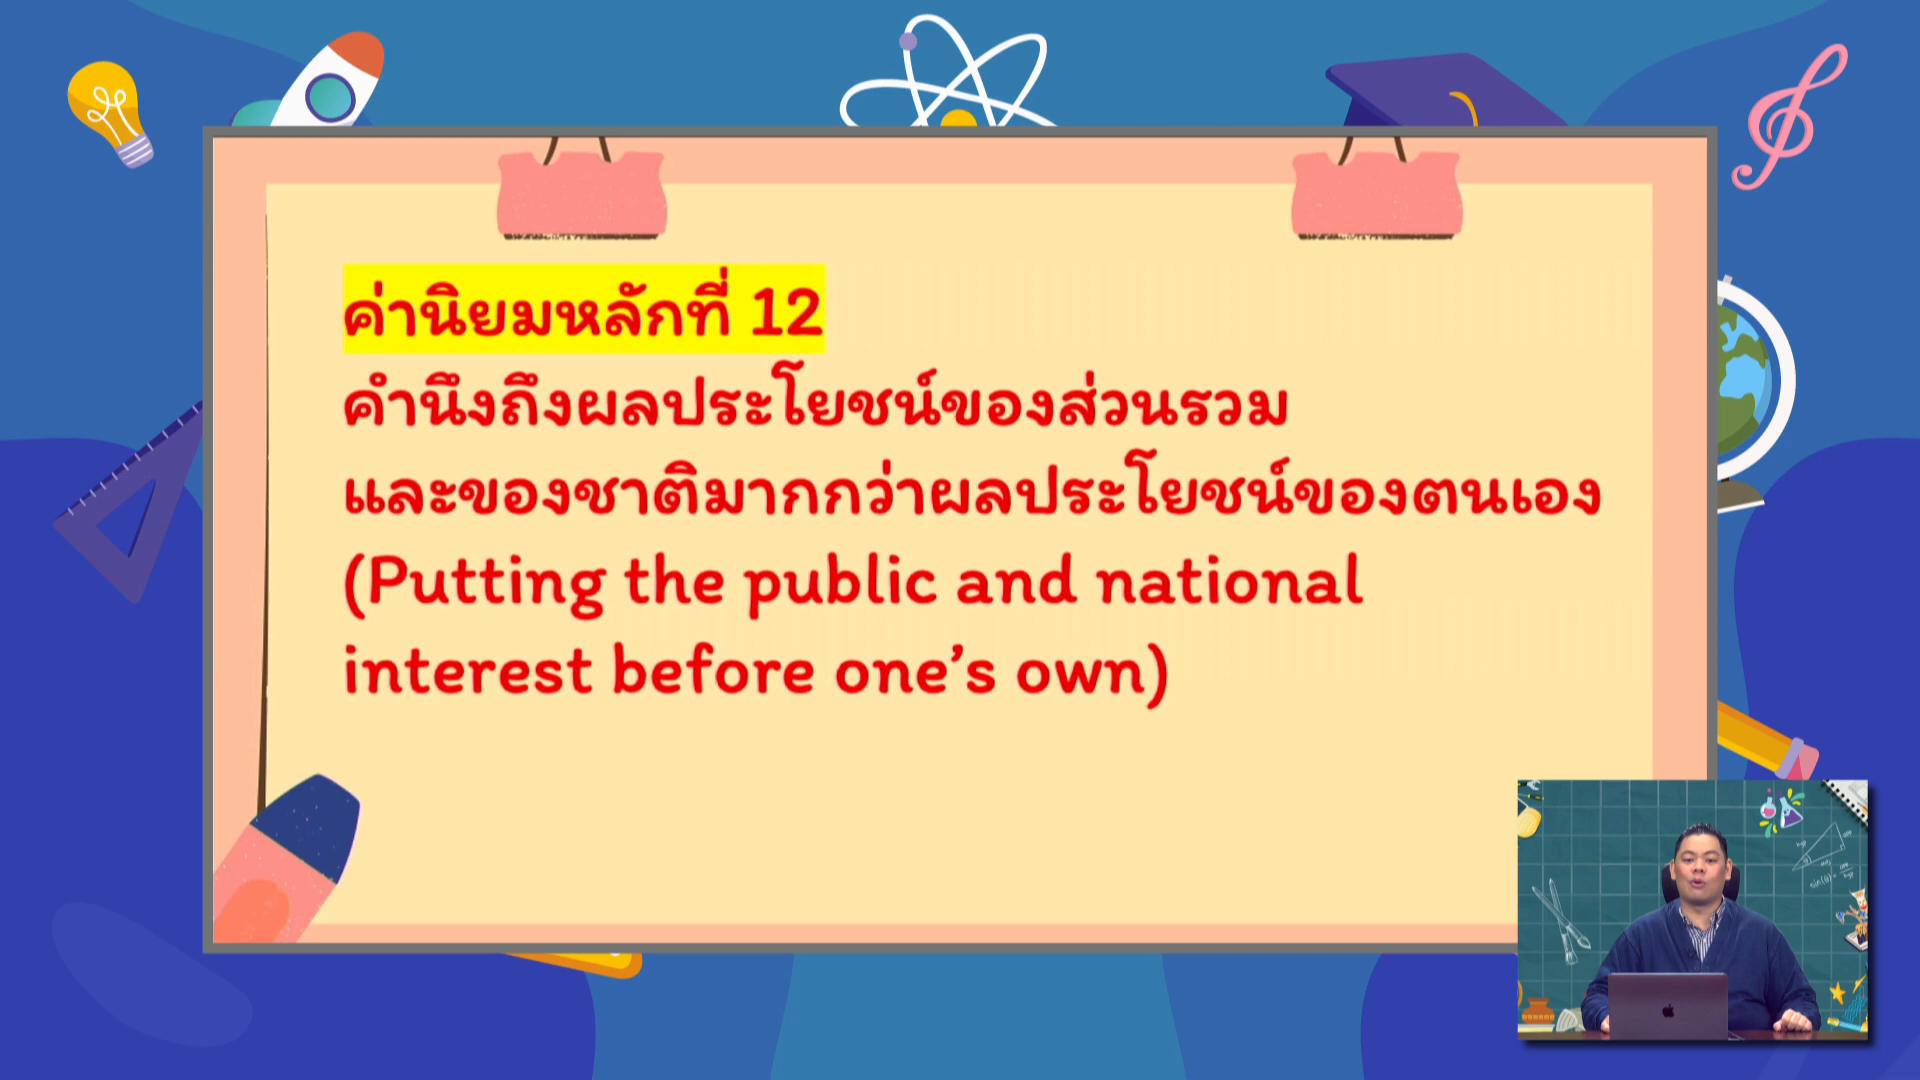 ค่านิยมหลักที่ 12
คำนึงถึงผลประโยชน์ของส่วนรวม
และของชาติมากกว่าผลประโยชน์ของตนเอง
(Putting the public and national
interest before one’s own)